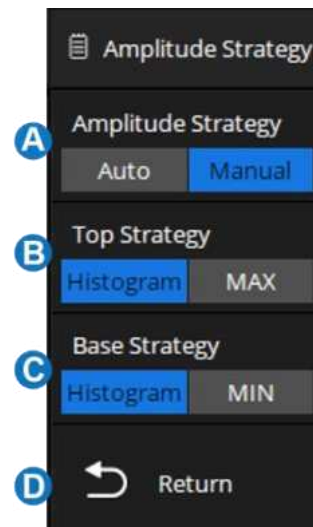 Amplitude Strategy
A
Amplitude Strategy
Auto Manual
B
Top Strategy
Histogram MAX
C
Base Strategy
Histogram MIN
D
Return